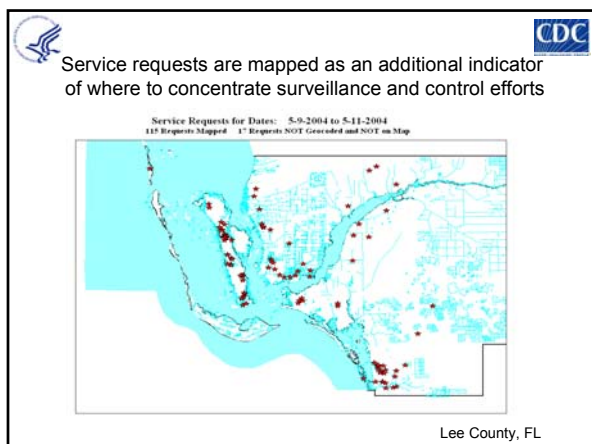 CDC
Service requests are mapped as an additional indicator
of where to concentrate surveillance and control efforts
Service Requests for Dates: 5-9-2004 to 5-11-2004
115 Requests Mapped 17 Requests NOT Geocoded and NOT on Map
Lee County, FL